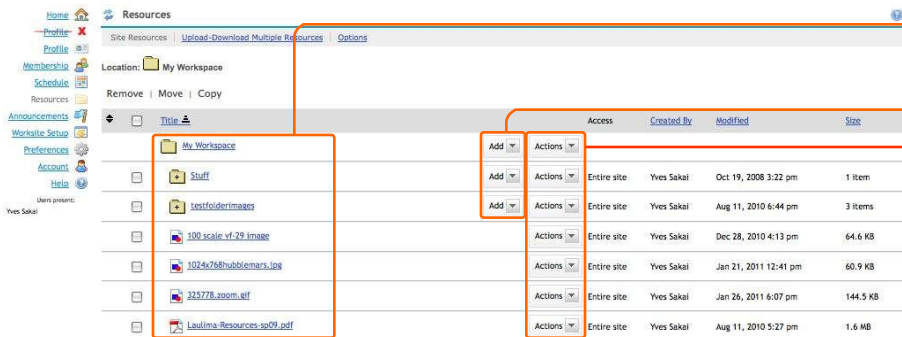 Home
Profile
Profile
Membership
Schedule
Resources
Announcements
Worksite Setup
Preferences
Account
Help
Users present:
Yves Sakai
Resources
Site Resources | Upload-Download Multiple Resources | Options
Location: My Workspace
Remove | Move | Copy
Title Access Created By Modified Size
My Workspace Add Actions
Stuff Add Actions Entire site Yves Sakai Oct 19, 2008 3:22 pm 1 item
testfolderimages Add Actions Entire site Yves Sakai Aug 11, 2010 6:44 pm 3 items
100 scale vf-29 image Actions Entire site Yves Sakai Dec 28, 2010 4:13 pm 64.6 KB
1024x768hubblemars.jpg Actions Entire site Yves Sakai Jan 21, 2011 12:41 pm 60.9 KB
325778.zoom.gif Actions Entire site Yves Sakai Jan 26, 2011 6:07 pm 144.5 KB
Laulima-Resources-sp09.pdf Actions Entire site Yves Sakai Aug 11, 2010 5:27 pm 1.6 MB